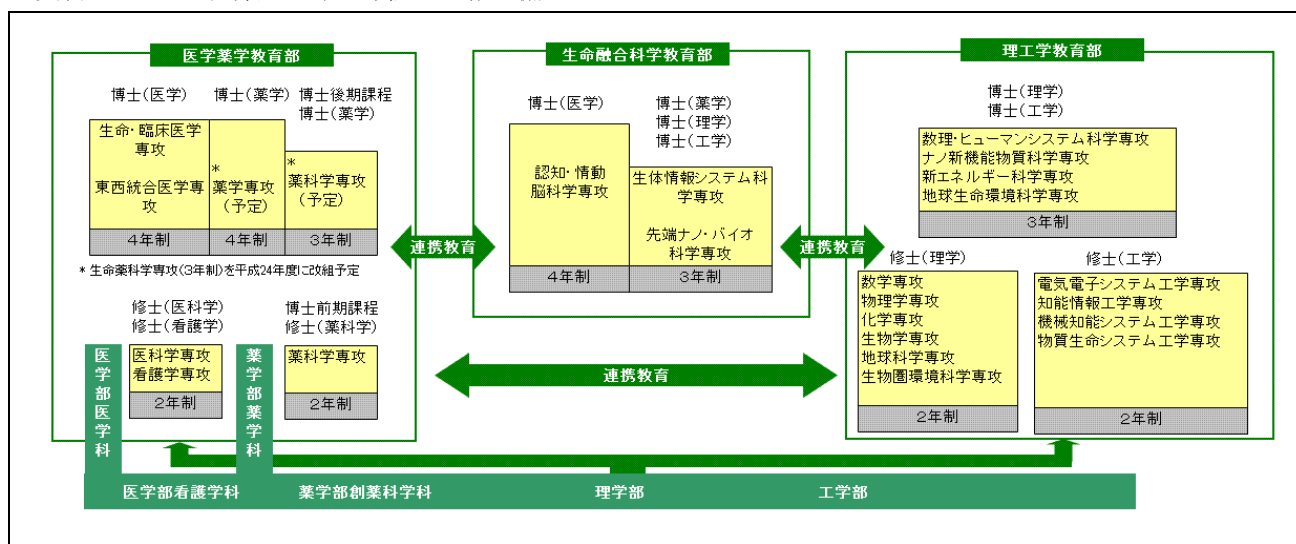 医学薬学教育部
博士(医学)
生命・臨床医学
専攻
東西統合医学専
攻
4年制
博士(薬学)
*
薬学専攻
(予定)
4年制
博士後期課程
博士(薬学)
*
薬科学専攻
(予定)
3年制
* 生命薬科学専攻(3年制)を平成24年度に改組予定
修士(医科学)
修士(看護学)
医科学専攻
看護学専攻
2年制
博士前期課程
修士(薬科学)
薬科学専攻
2年制
医学部医学科
薬学部薬学科
連携教育
生命融合科学教育部
博士(医学)
認知・情動
脳科学専攻
4年制
博士(薬学)
博士(理学)
博士(工学)
生体情報システム科
学専攻
先端ナノ・バイオ
科学専攻
3年制
連携教育
連携教育
理工学教育部
博士(理学)
博士(工学)
数理・ヒューマンシステム科学専攻
ナノ新機能物質科学専攻
新エネルギー科学専攻
地球生命環境科学専攻
3年制
修士(理学)
数学専攻
物理学専攻
化学専攻
生物学専攻
地球科学専攻
生物圏環境科学専攻
2年制
修士(工学)
電気電子システム工学専攻
知能情報工学専攻
機械知能システム工学専攻
物質生命システム工学専攻
2年制
医学部看護学科
薬学部創薬科学科
理学部
工学部